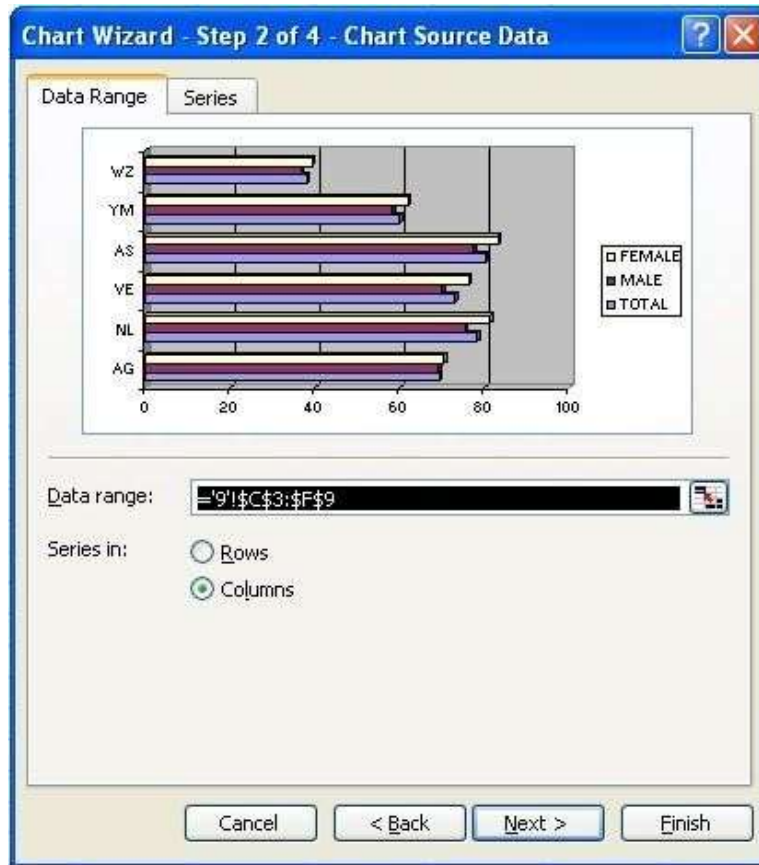 Chart Wizard - Step 2 of 4 - Chart Source Data
Data Range
Series
WZ
YM
AS
VE
NL
AG
0 20 40 60 80 100
FEMALE
MALE
TOTAL
Data range:
='9'!$C$3:$F$9
Series in:
Rows
Columns
Cancel
< Back
Next >
Finish